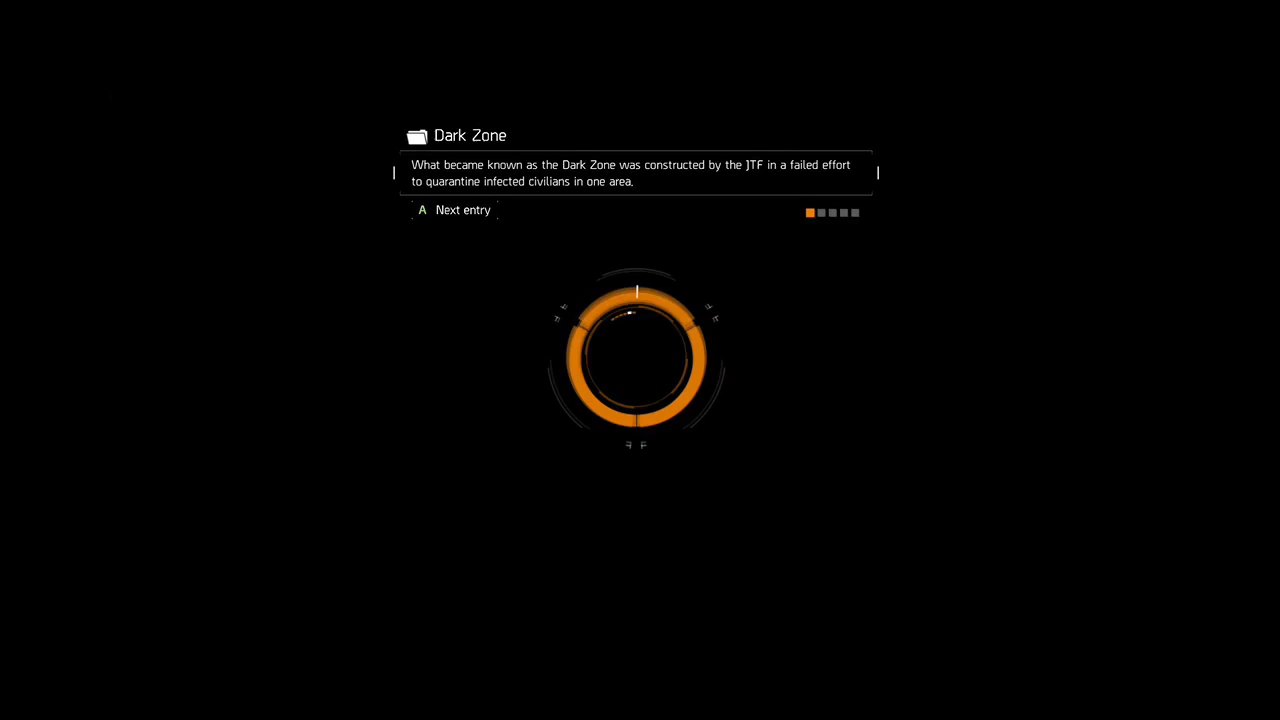 Dark Zone
What became known as the Dark Zone was constructed by the JTF in a failed effort
to quarantine infected civilians in one area.
A Next entry